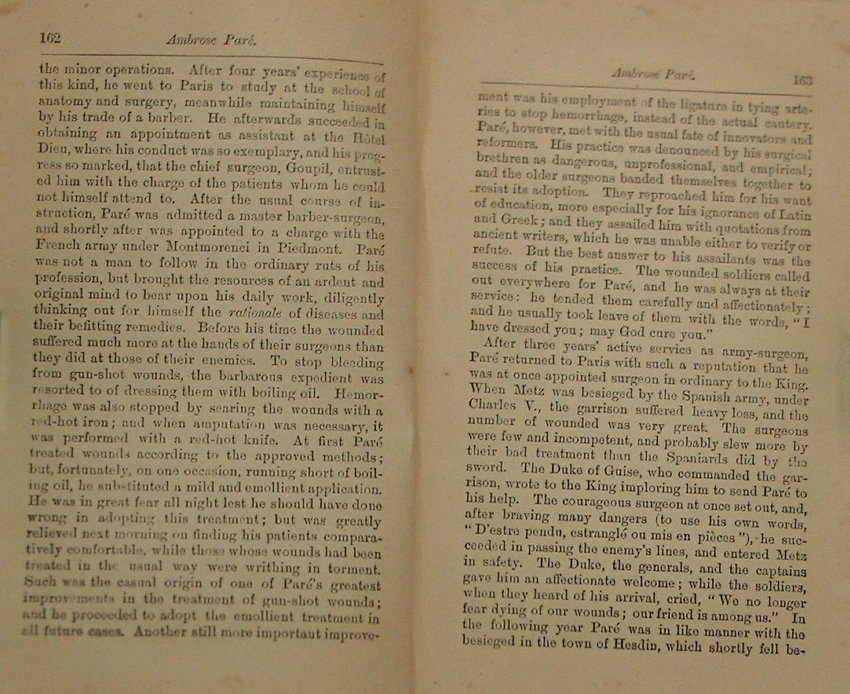 162
Ambrose Paré.
the minor operations. After four years' experience of
this kind, he went to Paris to study at the school of
anatomy and surgery, meanwhile maintaining himself
by his trade of a barber. He afterwards succeeded in
obtaining an appointment as assistant at the Hôtel
Dieu, where his conduct was so exemplary, and his prog-
ress so marked, that the chief surgeon, Goupil, entrust-
ed him with the charge of the patients whom he could
not himself attend to. After the usual course of in-
struction, Paré was admitted a master barber-surgeon,
and shortly after was appointed to a charge with the
French army under Montmorenci in Piedmont. Paré
was not a man to follow in the ordinary ruts of his
profession, but brought the resources of an ardent and
original mind to bear upon his daily work, diligently
thinking out for himself the rationale of diseases and
their befitting remedies. Before his time the wounded
suffered much more at the hands of their surgeons than
they did at those of their enemies. To stop bleeding
from gun-shot wounds, the barbarous expedient was
resorted to of dressing them with boiling oil. Hemor-
rhage was also stopped by searing the wounds with a
red-hot iron; and when amputation was necessary, it
was performed with a red-hot knife. At first Paré
treated wounds according to the approved methods;
but, fortunately, on one occasion, running short of boil-
ing oil, he substituted a mild and emollient application.
He was in great fear all night lest he should have done
wrong in adopting this treatment; but was greatly
relieved next morning on finding his patients compara-
tively comfortable, while those whose wounds had been
treated in the usual way were writhing in torment.
Such was the casual origin of one of Paré's greatest
improvements in the treatment of gun-shot wounds;
and he proceeded to adopt the emollient treatment in
all future cases. Another still more important improve-
Ambrose Paré.
163
ment was his employment of the ligature in tying arte-
ries to stop hemorrhage, instead of the actual cautery.
Paré, however, met with the usual fate of innovators and
reformers. His practice was denounced by his surgical
brethren as dangerous, unprofessional, and empirical;
and the older surgeons banded themselves together to
resist its adoption. They reproached him for his want
of education, more especially for his ignorance of Latin
and Greek; and they assailed him with quotations from
ancient writers, which he was unable either to verify or
refute. But the best answer to his assailants was the
success of his practice. The wounded soldiers called
out everywhere for Paré, and he was always at their
service: he tended them carefully and affectionately;
and he usually took leave of them with the words, "I
have dressed you; may God cure you."
After three years' active service as army-surgeon,
Paré returned to Paris with such a reputation that he
was at once appointed surgeon in ordinary to the King.
When Metz was besieged by the Spanish army, under
Charles V., the garrison suffered heavy loss, and the
number of wounded was very great. The surgeons
were few and incompetent, and probably slew more by
their bad treatment than the Spaniards did by the
sword. The Duke of Guise, who commanded the gar-
rison, wrote to the King imploring him to send Paré to
his help. The courageous surgeon at once set out, and,
after braving many dangers (to use his own words,
"D'estre pendu, estranglé ou mis en pièces"), he suc-
ceeded in passing the enemy's lines, and entered Metz
in safety. The Duke, the generals, and the captains
gave him an affectionate welcome; while the soldiers,
when they heard of his arrival, cried, "We no longer
fear dying of our wounds; our friend is among us." In
the following year Paré was in like manner with the
besieged in the town of Hesdin, which shortly fell be-